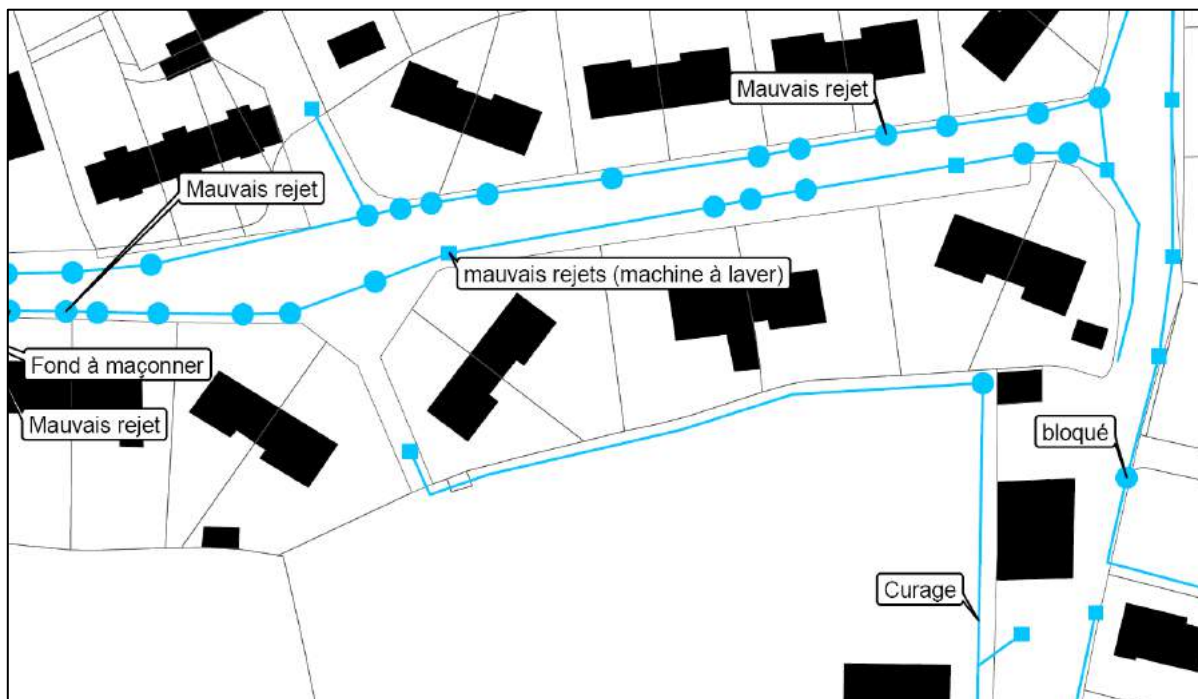 Mauvais rejet
Mauvais rejet
mauvais rejets (machine à laver)
Fond à maçonner
Mauvais rejet
bloqué
Curage